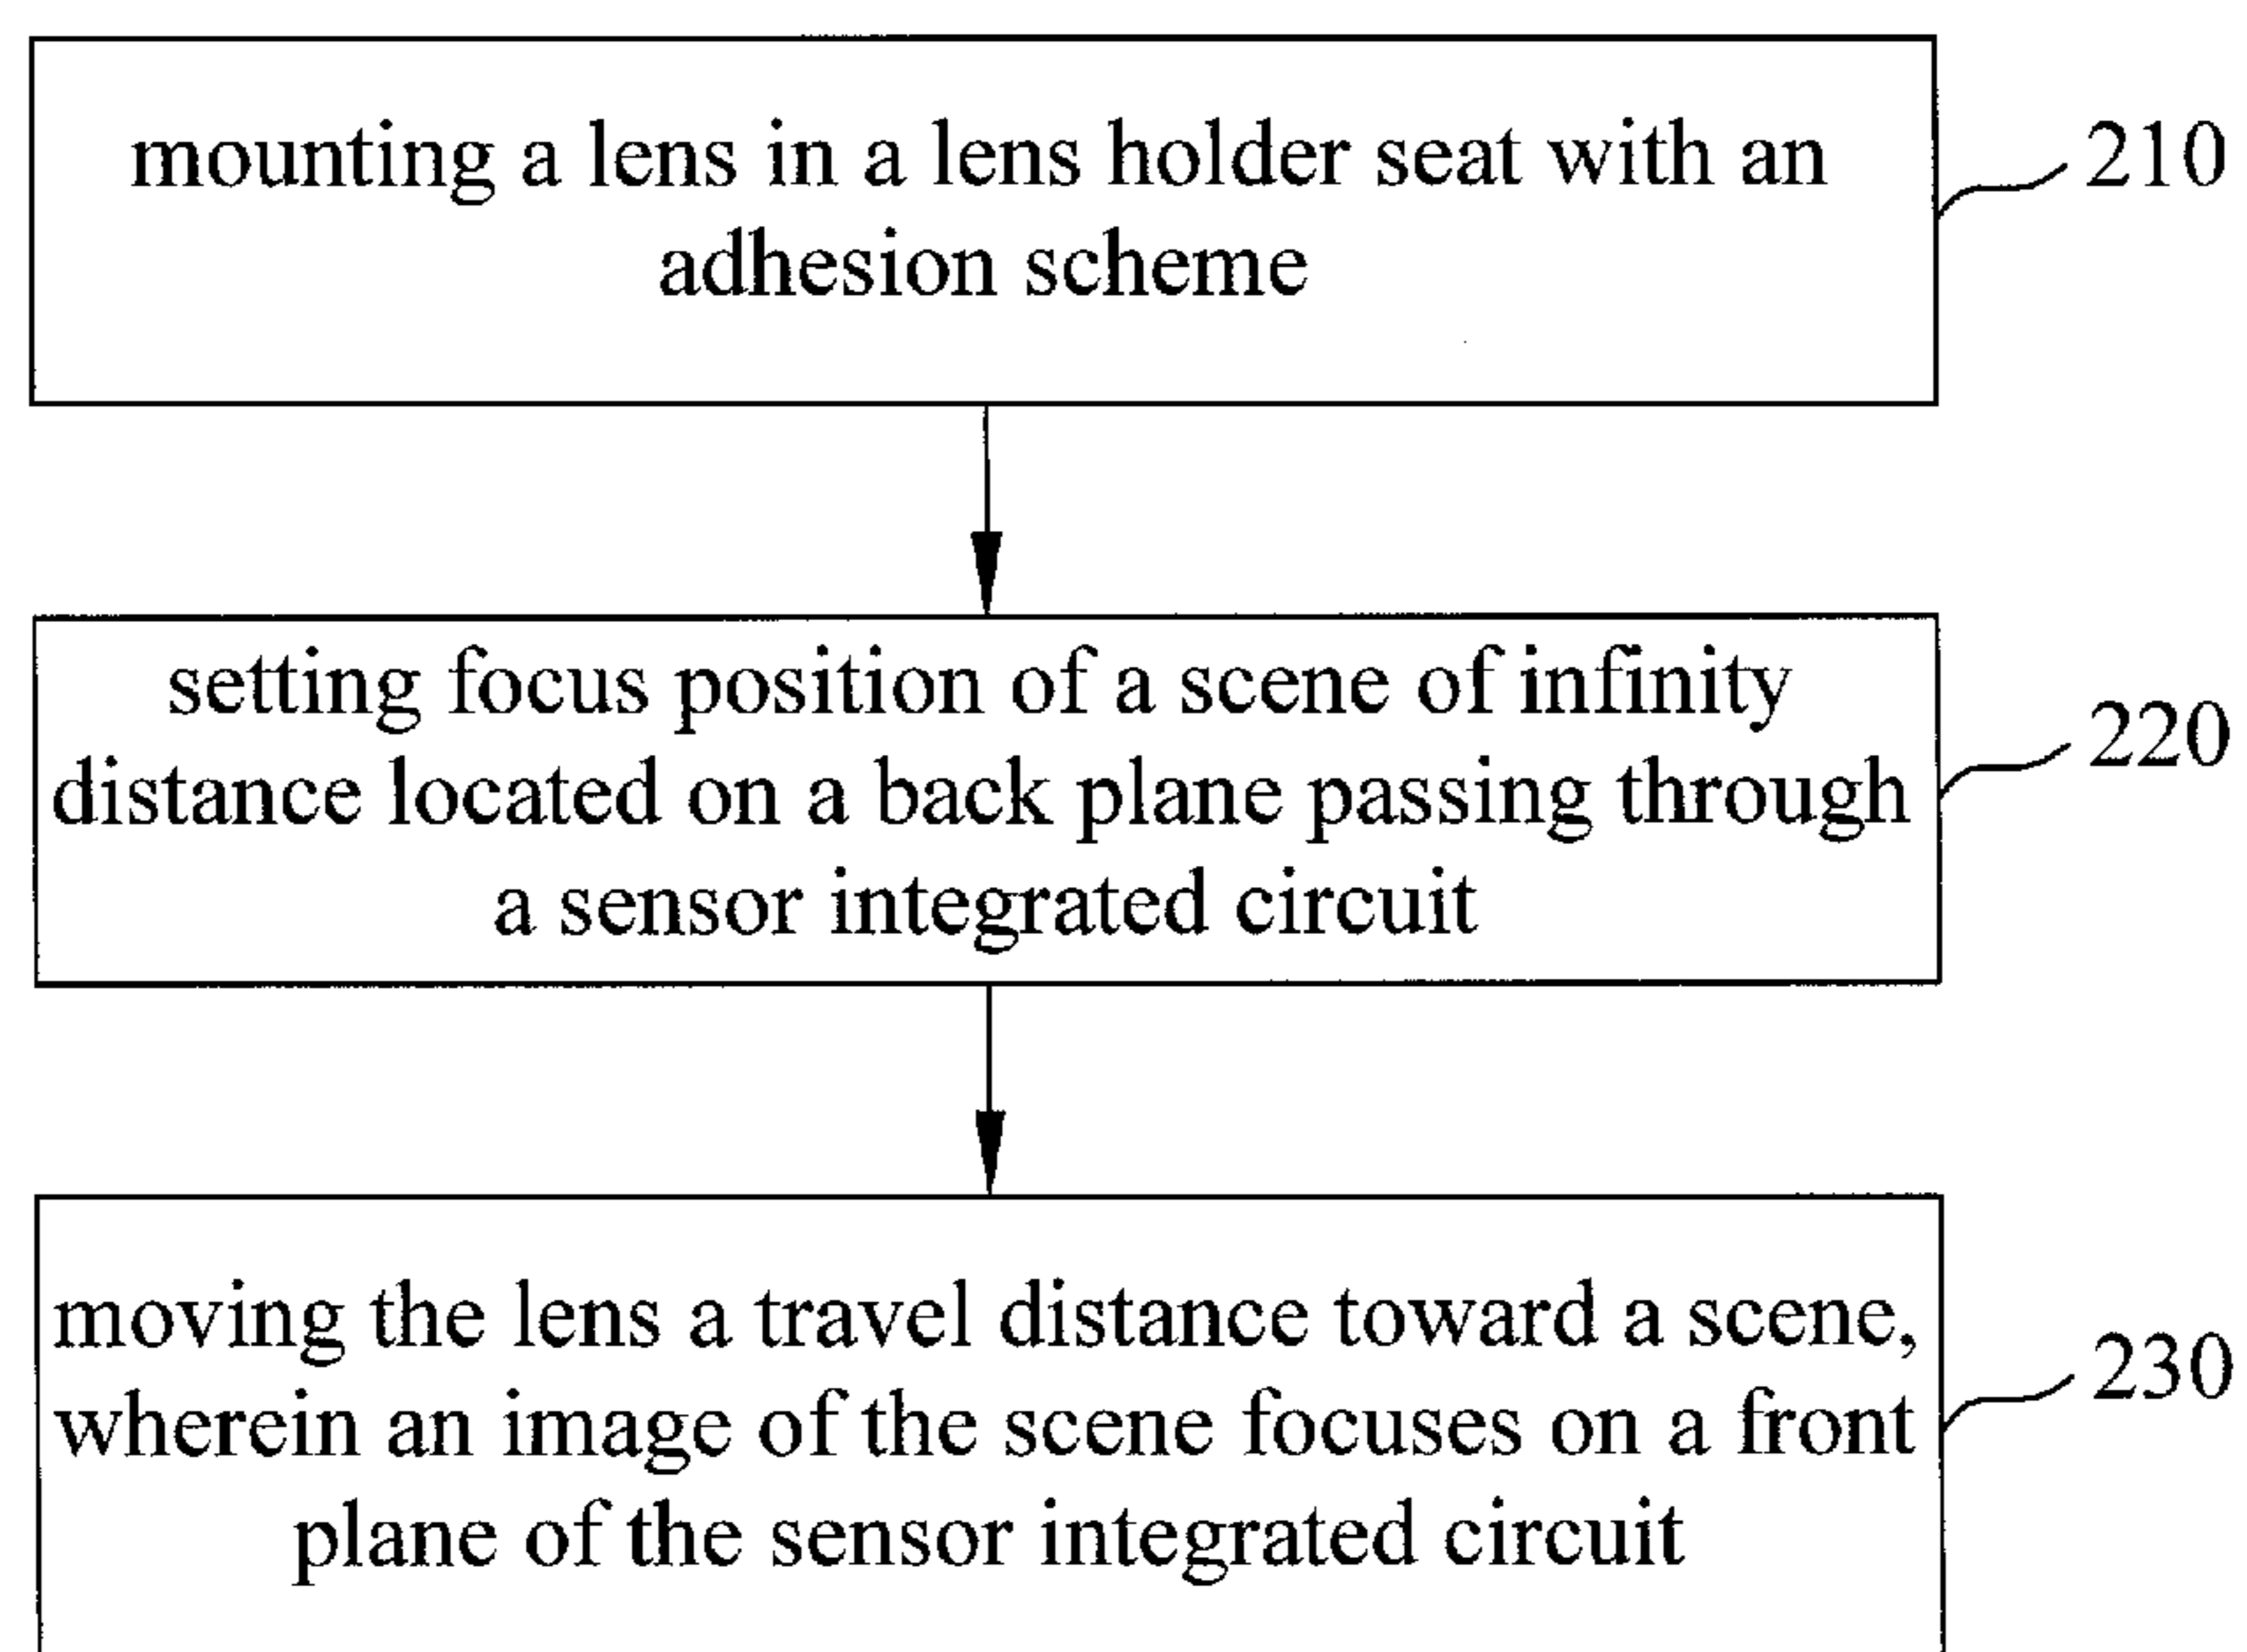 mounting a lens in a lens holder seat with an
adhesion scheme
210
setting focus position of a scene of infinity
distance located on a back plane passing through
a sensor integrated circuit
220
moving the lens a travel distance toward a scene,
wherein an image of the scene focuses on a front
plane of the sensor integrated circuit
230